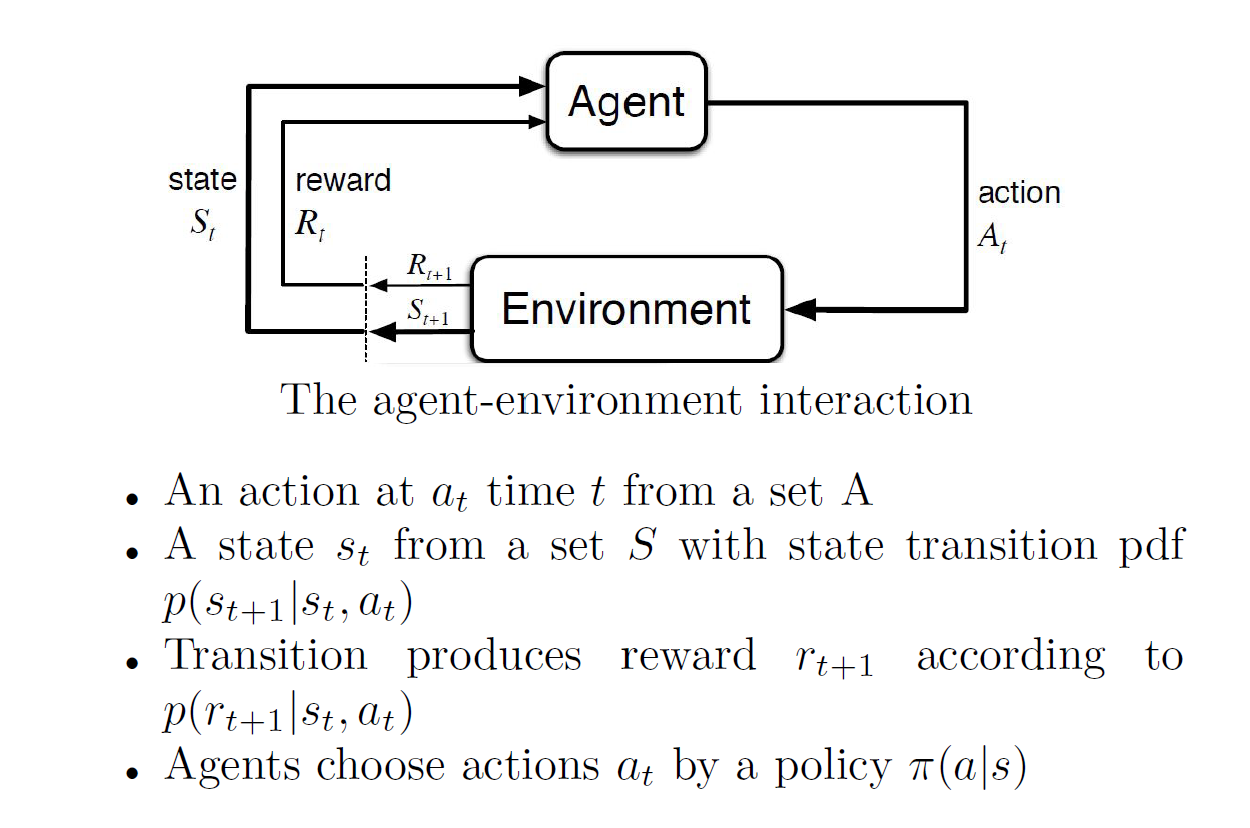 Agent
state
S_t
reward
R_t
action
A_t
R_{t+1}
S_{t+1}
Environment
The agent-environment interaction
• An action at a_t time t from a set A
• A state s_t from a set S with state transition pdf
p(s_{t+1}|s_t, a_t)
• Transition produces reward r_{t+1} according to
p(r_{t+1}|s_t, a_t)
• Agents choose actions a_t by a policy π(a|s)